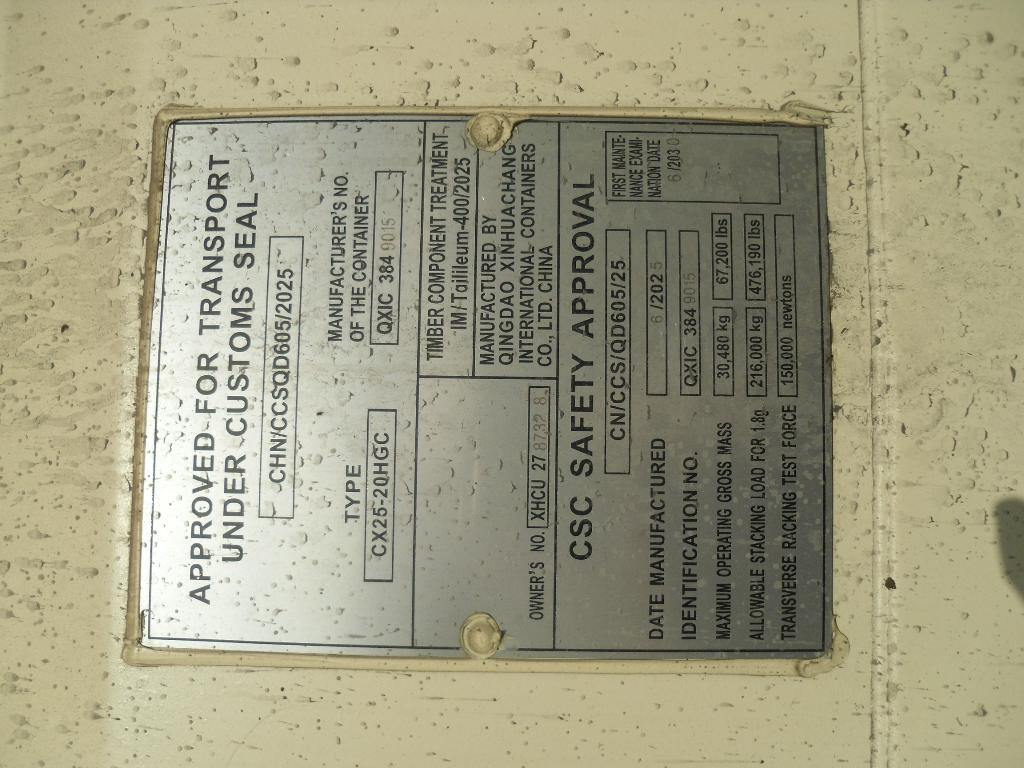 APPROVED FOR TRANSPORT
UNDER CUSTOMS SEAL
CHN/CCSQD605/2025
TYPE
CX25-20HGC
MANUFACTURER'S NO.
OF THE CONTAINER
QXIC 384 9015
OWNER'S NO. XHCU 27 8732 8
TIMBER COMPONENT TREATMENT
IM/Tailileum-400/2025
MANUFACTURED BY
QINGDAO XINHUACHANG
INTERNATIONAL CONTAINERS
CO., LTD. CHINA
CSC SAFETY APPROVAL
CN/CCS/QD605/25
DATE MANUFACTURED 6 /2025
IDENTIFICATION NO. QXIC 384 9015
MAXIMUM OPERATING GROSS MASS 30,480 kg 67,200 lbs
ALLOWABLE STACKING LOAD FOR 1.8g 216,000 kg 476,190 lbs
TRANSVERSE RACKING TEST FORCE 150,000 newtons
FIRST MAINTE-
NANCE EXAMI-
NATION DATE
6 /2030